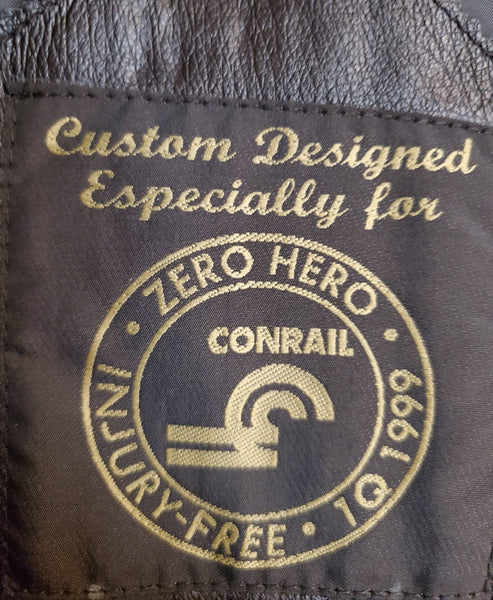 Custom Designed
Especially for
ZERO HERO
CONRAIL
INJURY-FREE • 1Q 1999